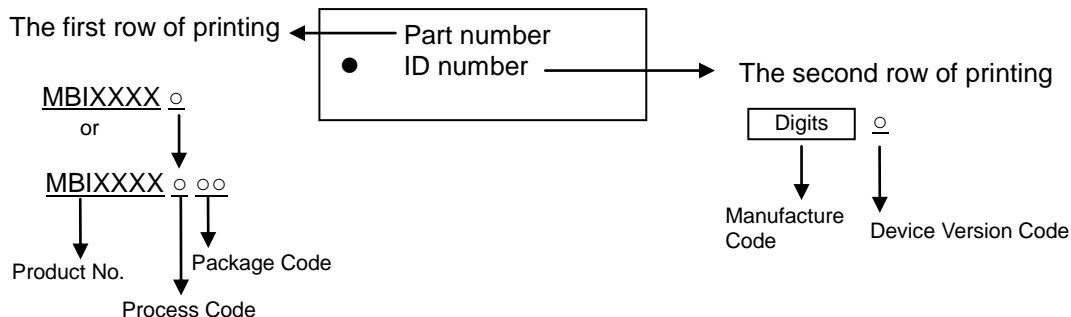 The first row of printing
Part number
ID number
The second row of printing
MBIXXXX ○
or
MBIXXXX ○ ○○
Product No.
Package Code
Process Code
Digits ○
Manufacture
Code
Device Version Code